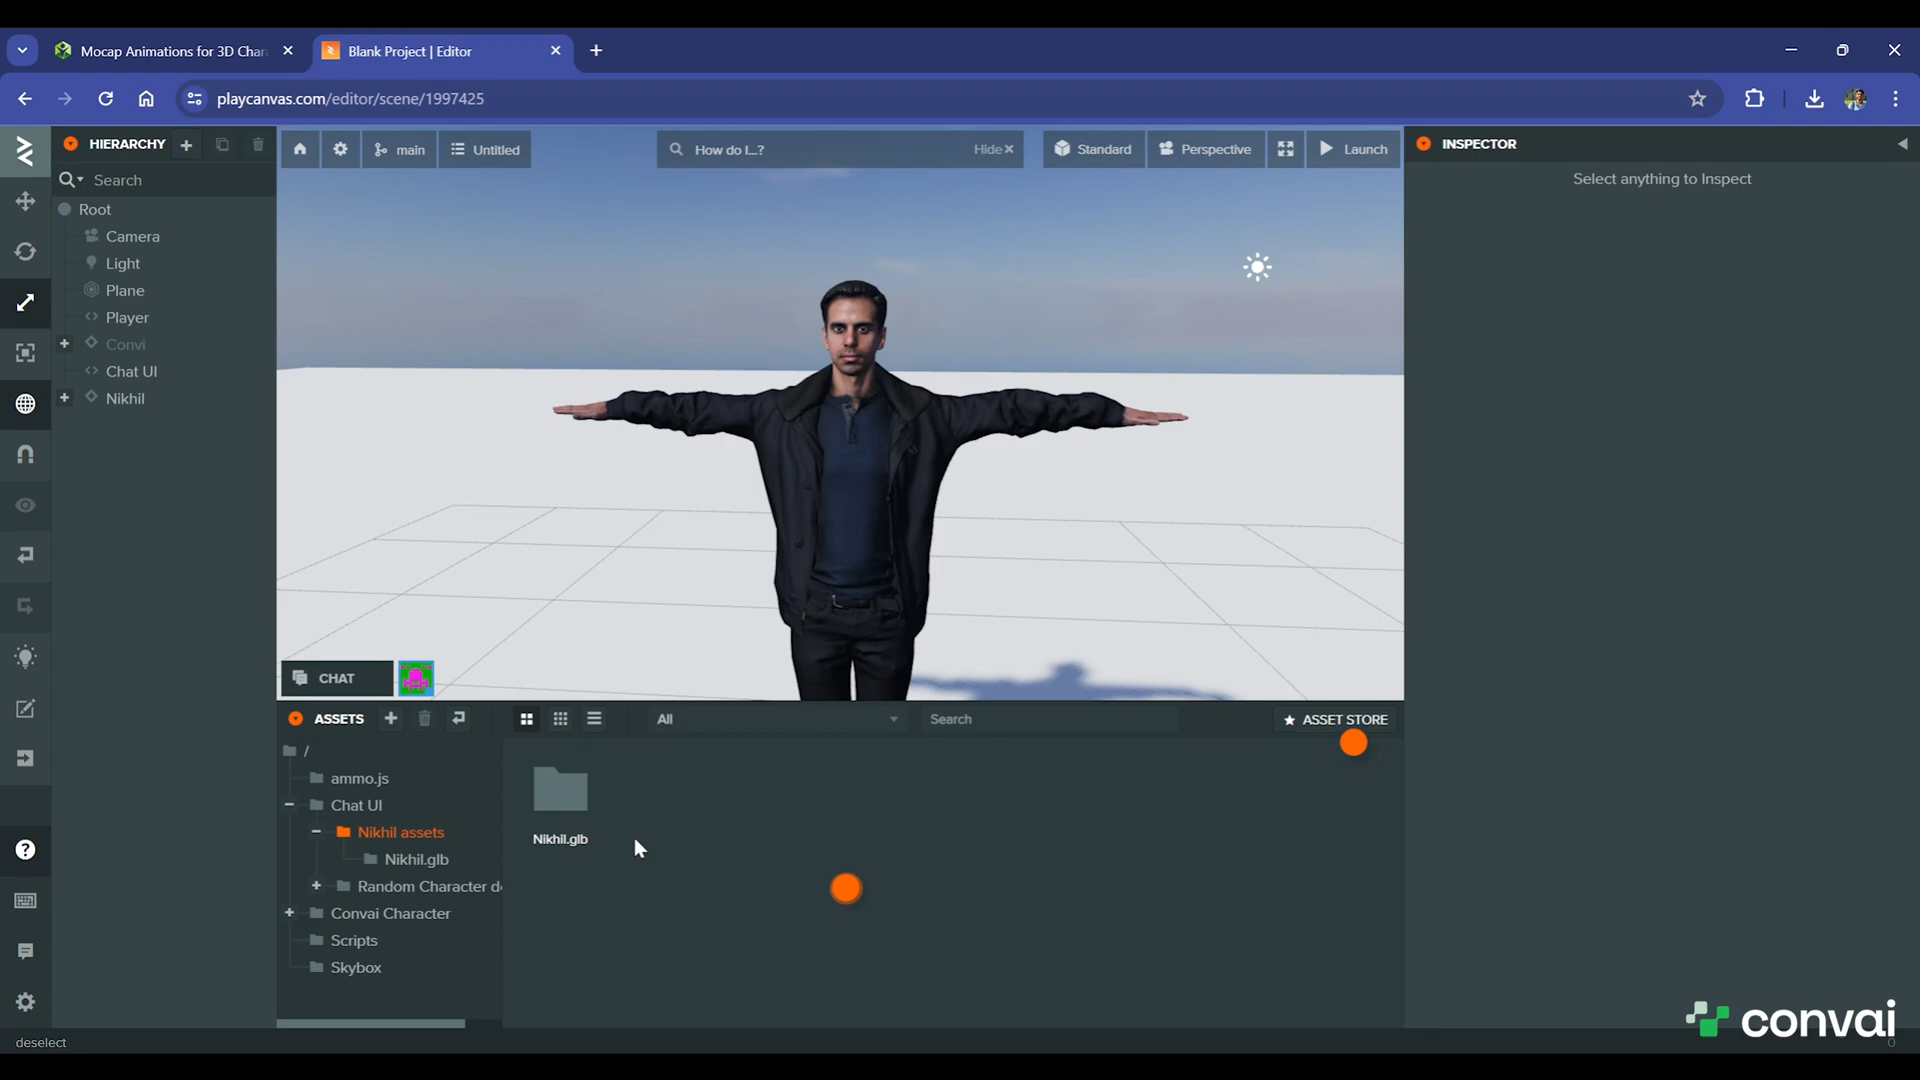 Mocap Animations for 3D Char
Blank Project | Editor
playcanvas.com/editor/scene/1997425
HIERARCHY
main
Untitled
How do I...?
Hide
Standard
Perspective
Launch
INSPECTOR
Search
Select anything to Inspect
Root
Camera
Light
Plane
Player
Convi
Chat UI
Nikhil
CHAT
ASSETS
All
Search
ASSET STORE
/
ammo.js
Chat UI
Nikhil assets
Nikhil.glb
Random Character d
Convai Character
Scripts
Skybox
Nikhil.glb
convai
deselect
0